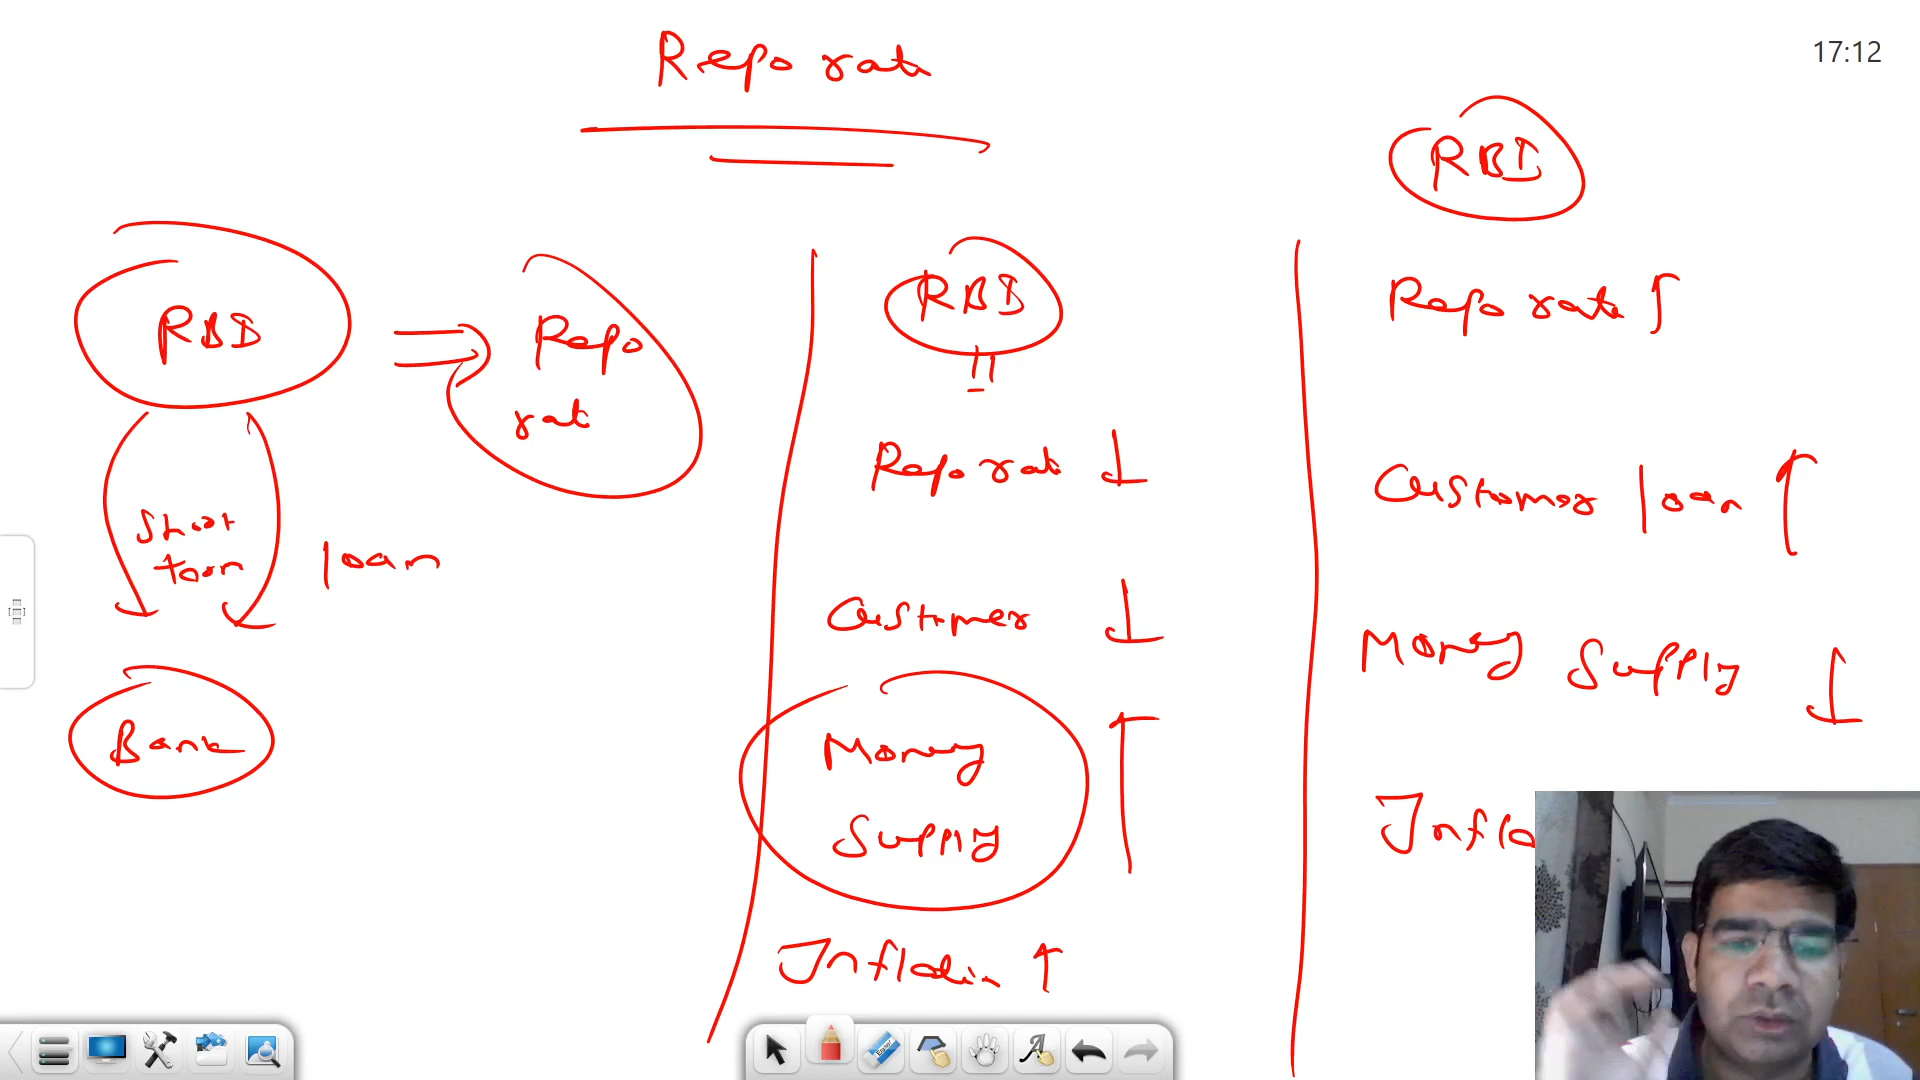 Repo rate
17:12
RBI
Short
term
loan
Bank
Repo
rate
RBI
Repo rate ↓
Customer ↓
Money
Supply ↑
Inflation ↑
RBI
Repo rate ↑
Customer loan ↑
Money Supply ↓
Infla